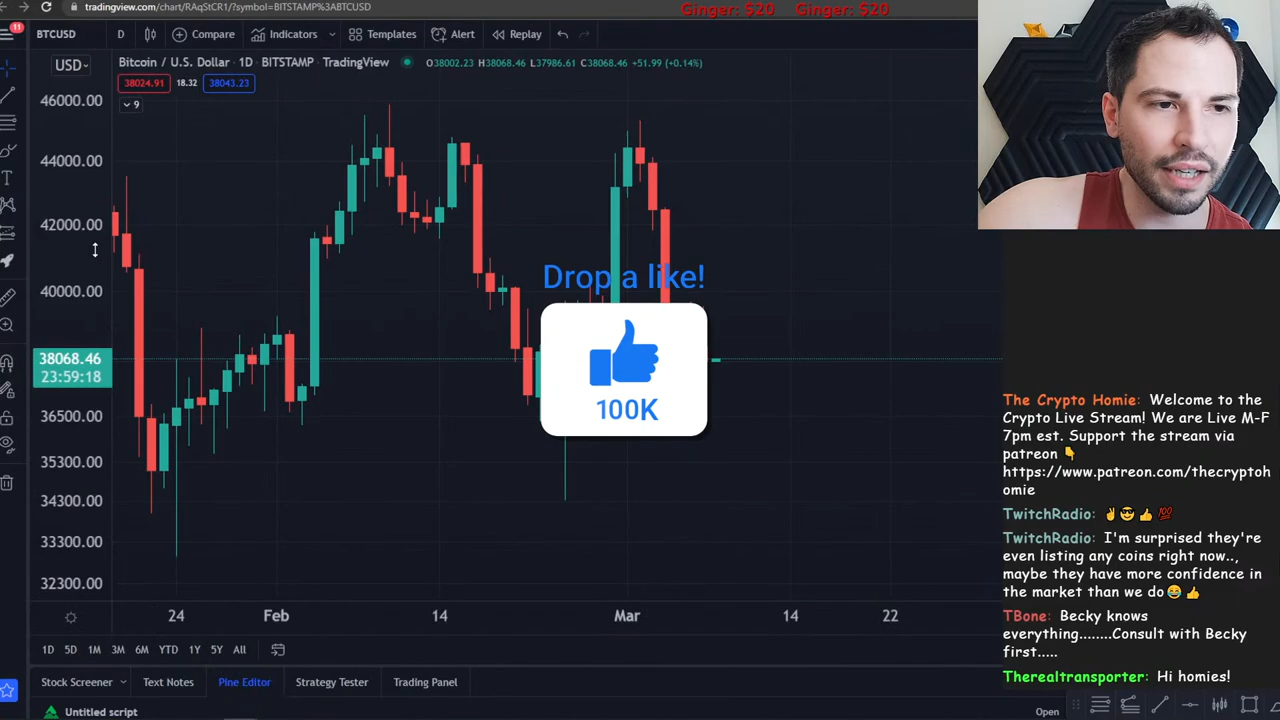 tradingview.com/chart/RAqStCR1/?symbol=BITSTAMP%3ABTCUSD
Ginger: $20 Ginger: $20
11
BTCUSD D Compare Indicators Templates Alert Replay
USD
Bitcoin / U.S. Dollar · 1D · BITSTAMP · TradingView
O38002.23 H38068.46 L37986.61 C38068.46 +51.99 (+0.14%)
38024.91 18.32 38043.23
9
46000.00
44000.00
42000.00
40000.00
38068.46
23:59:18
36500.00
35300.00
34300.00
33300.00
32300.00
Drop a like!
100K
24 Feb 14 Mar 14 22
1D 5D 1M 3M 6M YTD 1Y 5Y All
Stock Screener Text Notes Pine Editor Strategy Tester Trading Panel
Untitled script
Open
The Crypto Homie: Welcome to the
Crypto Live Stream! We are Live M-F
7pm est. Support the stream via
patreon 👇
https://www.patreon.com/thecryptoh
omie
TwitchRadio: ✌😎👍💯
TwitchRadio: I'm surprised they're
even listing any coins right now..,
maybe they have more confidence in
the market than we do😂👍
TBone: Becky knows
everything........Consult with Becky
first.....
Therealtransporter: Hi homies!